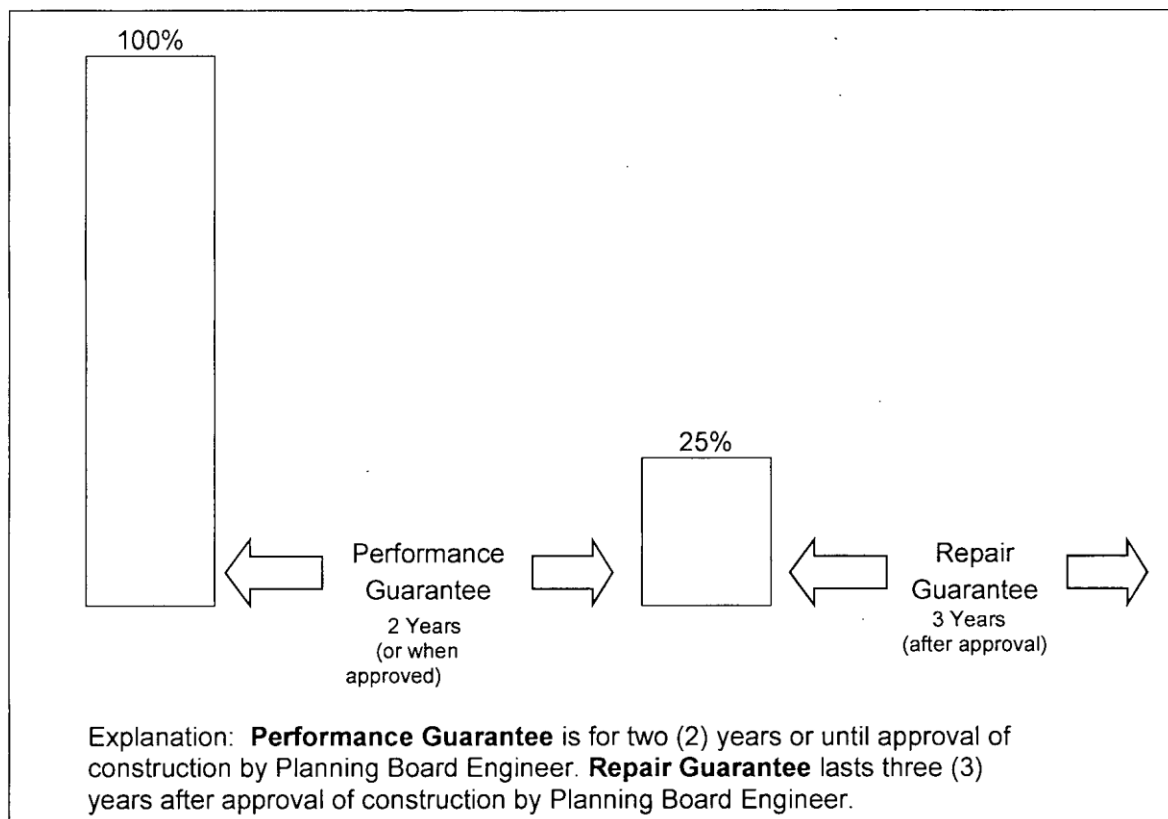 100%
25%
Performance
Guarantee
2 Years
(or when
approved)
Repair
Guarantee
3 Years
(after approval)
Explanation: Performance Guarantee is for two (2) years or until approval of
construction by Planning Board Engineer. Repair Guarantee lasts three (3)
years after approval of construction by Planning Board Engineer.